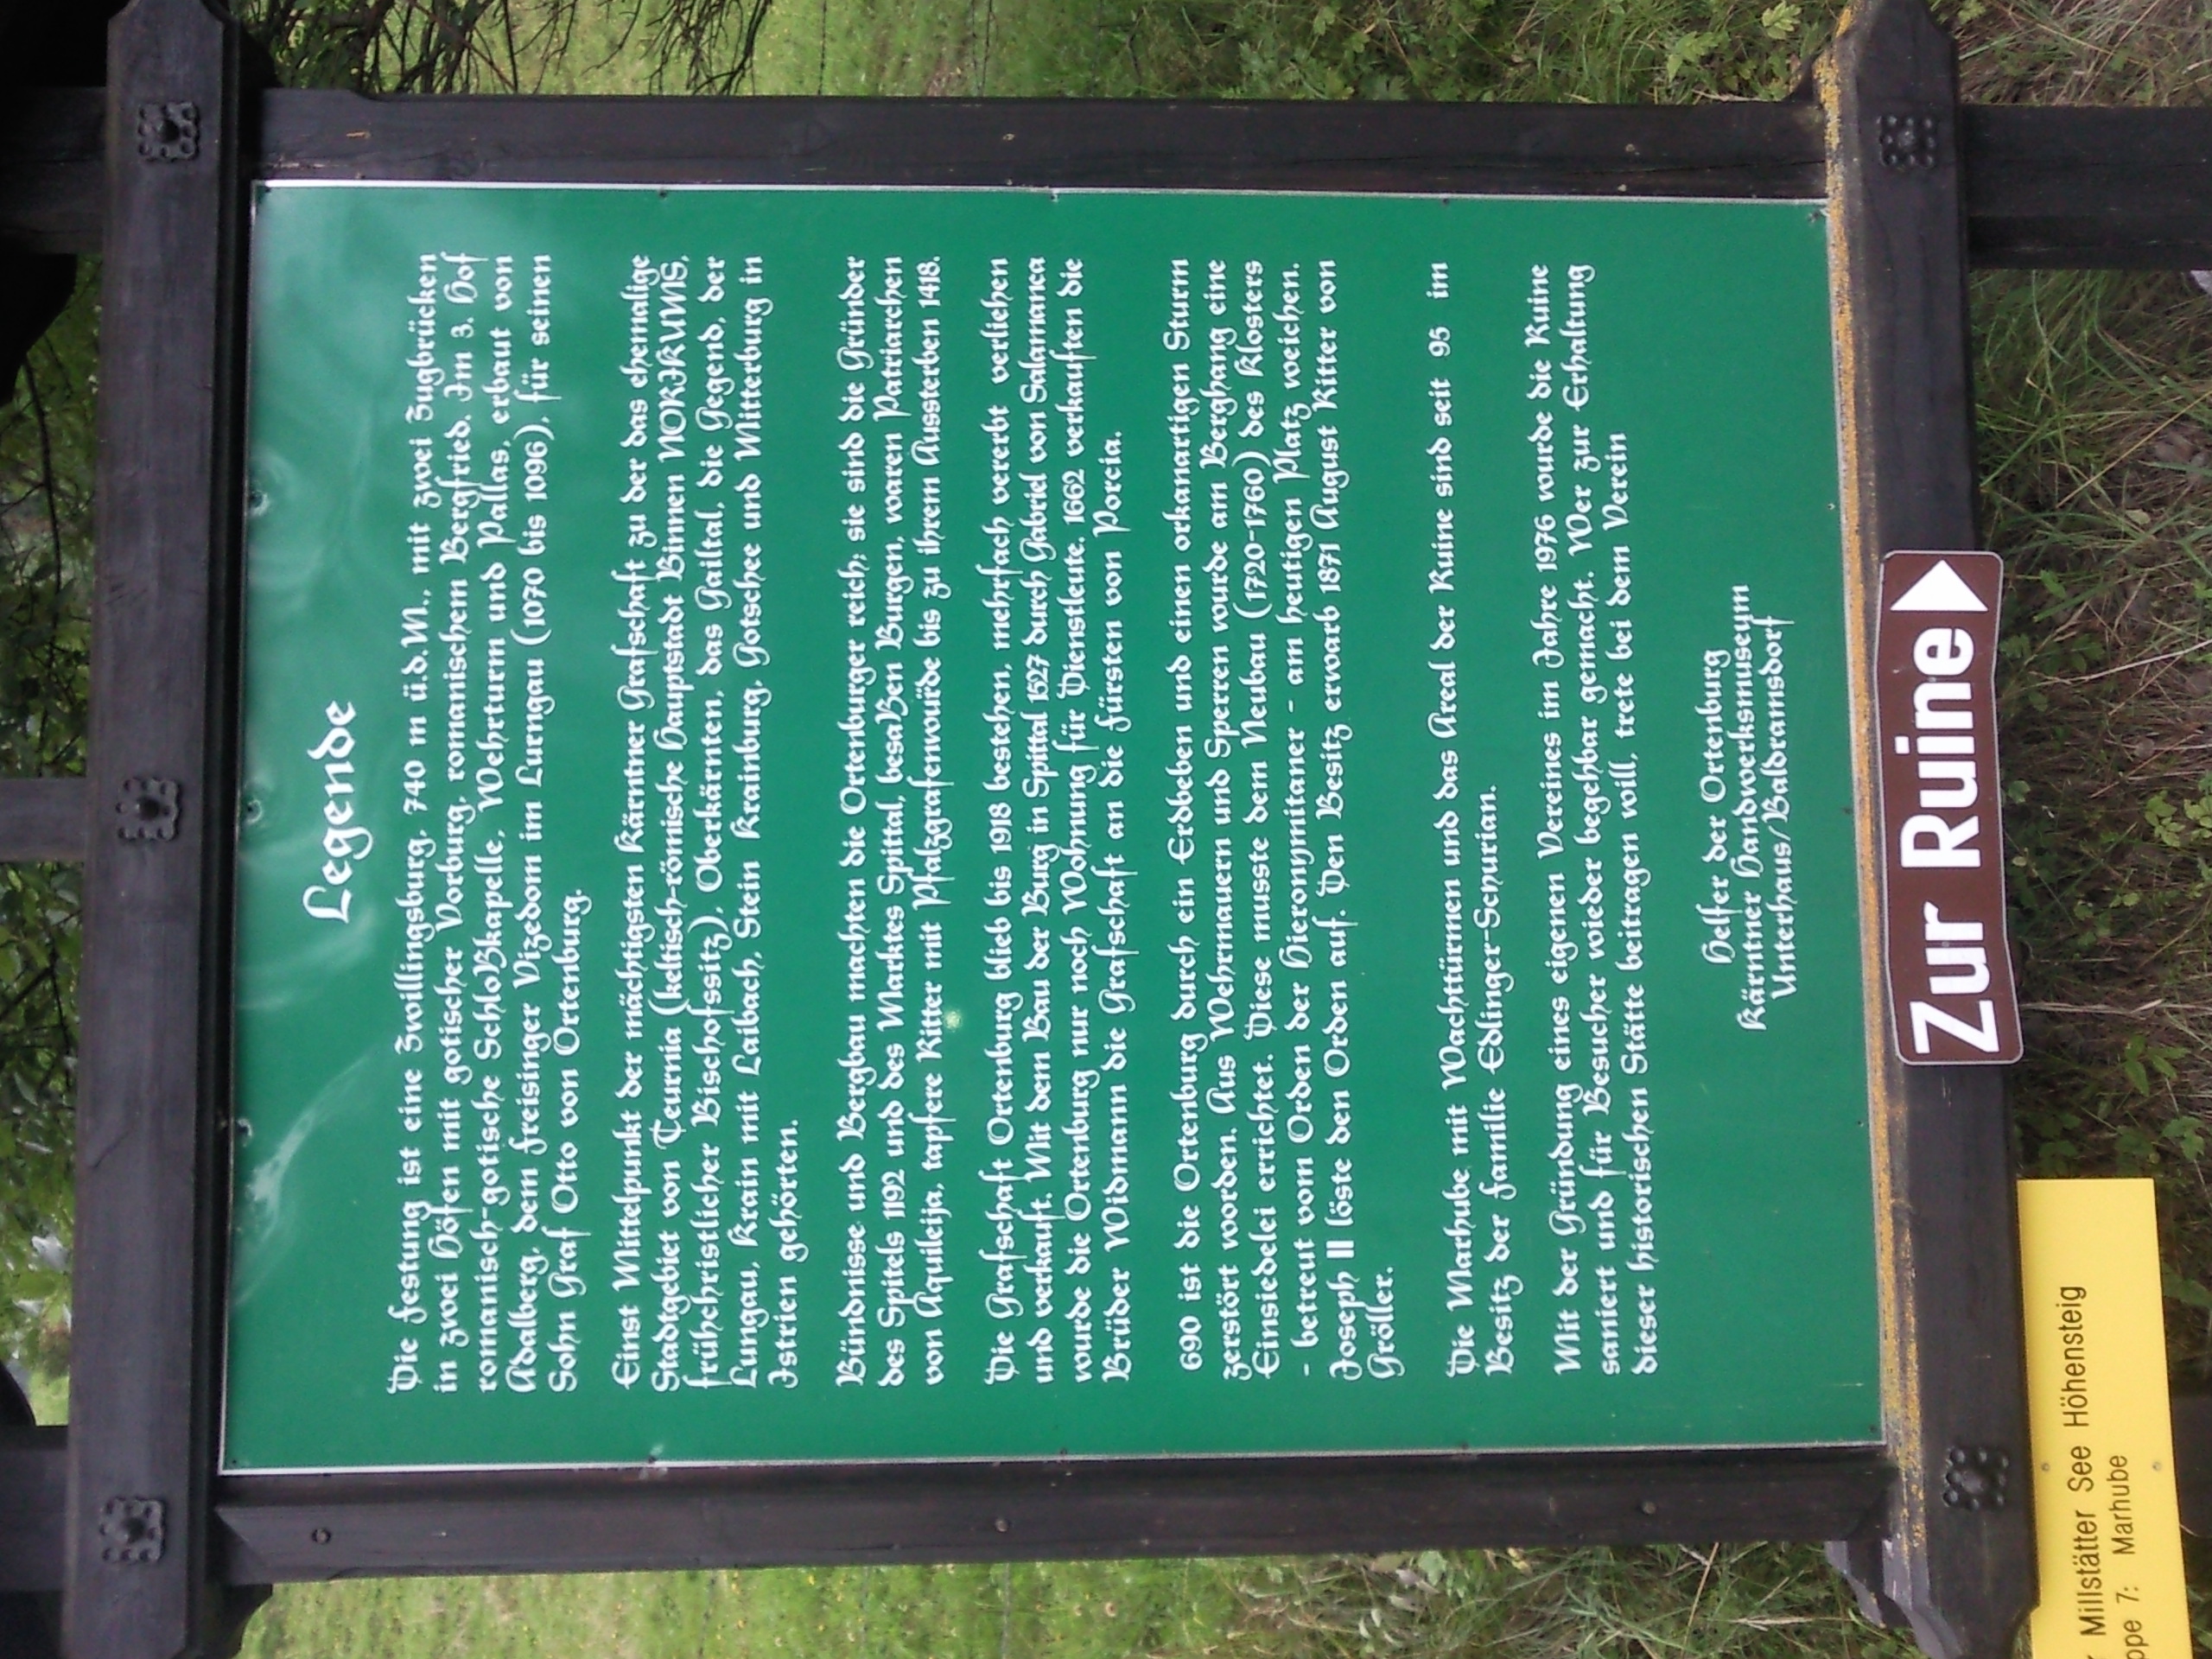 Legende
Die Festung ist eine Zwillingsburg, 740 m ü.d.M., mit zwei Zugbrücken
in zwei Höfen mit gotischer Vorburg, romanischem Bergfried. Im 3. Hof
romanisch-gotische Schloßkapelle, Wehrturm und Pallas, erbaut von
Adalberg, dem Freisinger Vizedom in Lurngau (1070 bis 1096), für seinen
Sohn Graf Otto von Ortenburg.
Einst Mittelpunkt der mächtigsten Kärntner Grafschaft zu der das ehemalige
Stadtgebiet von Teurnia (keltisch-römische Hauptstadt Binnen NORIKUMS,
frühchristlicher Bischofssitz), Oberkärnten, das Gailtal, die Gegend, der
Lungau, Krain mit Laibach, Stein Krainburg, Gotschee und Mitterburg in
Istrien gehörten.
Bündnisse und Bergbau machten die Ortenburger reich; sie sind die Gründer
des Spitels 1192 und des Marktes Spittal, besaßen Burgen, waren Patriarchen
von Aquileija, tapfere Ritter mit Pfalzgrafenwürde bis zu ihrem Aussterben 1418.
Die Grafschaft Ortenburg blieb bis 1918 bestehen, mehrfach vererbt verliehen
und verkauft. Mit dem Bau der Burg in Spittal 1527 durch Gabriel von Salamanca
wurde die Ortenburg nur noch Wohnung für Dienstleute. 1662 verkauften die
Brüder Widmann die Grafschaft an die Fürsten von Porcia.
690 ist die Ortenburg durch ein Erdbeben und einen orkanartigen Sturm
zerstört worden. Aus Wehrmauern und Sperren wurde am Berghang eine
Einsiedelei errichtet. Diese musste dem Neubau (1720-1760) des Klosters
- betreut vom Orden der Hieronymitaner - am heutigen Platz weichen.
Joseph II löste den Orden auf. Den Besitz erwarb 1871 August Ritter von
Gröller.
Die Marhube mit Wachttürmen und das Areal der Ruine sind seit 95 im
Besitz der Familie Edlinger-Schurian.
Mit der Gründung eines eigenen Vereines im Jahre 1976 wurde die Ruine
saniert und für Besucher wieder begehbar gemacht. Wer zur Erhaltung
dieser historischen Stätte beitragen will, trete bei dem Verein
Helfer der Ortenburg
Kärntner Handwerksmuseum
Unterhaus/Baldramsdorf
Zur Ruine
Millstätter See Höhensteig
ppe 7: Marhube